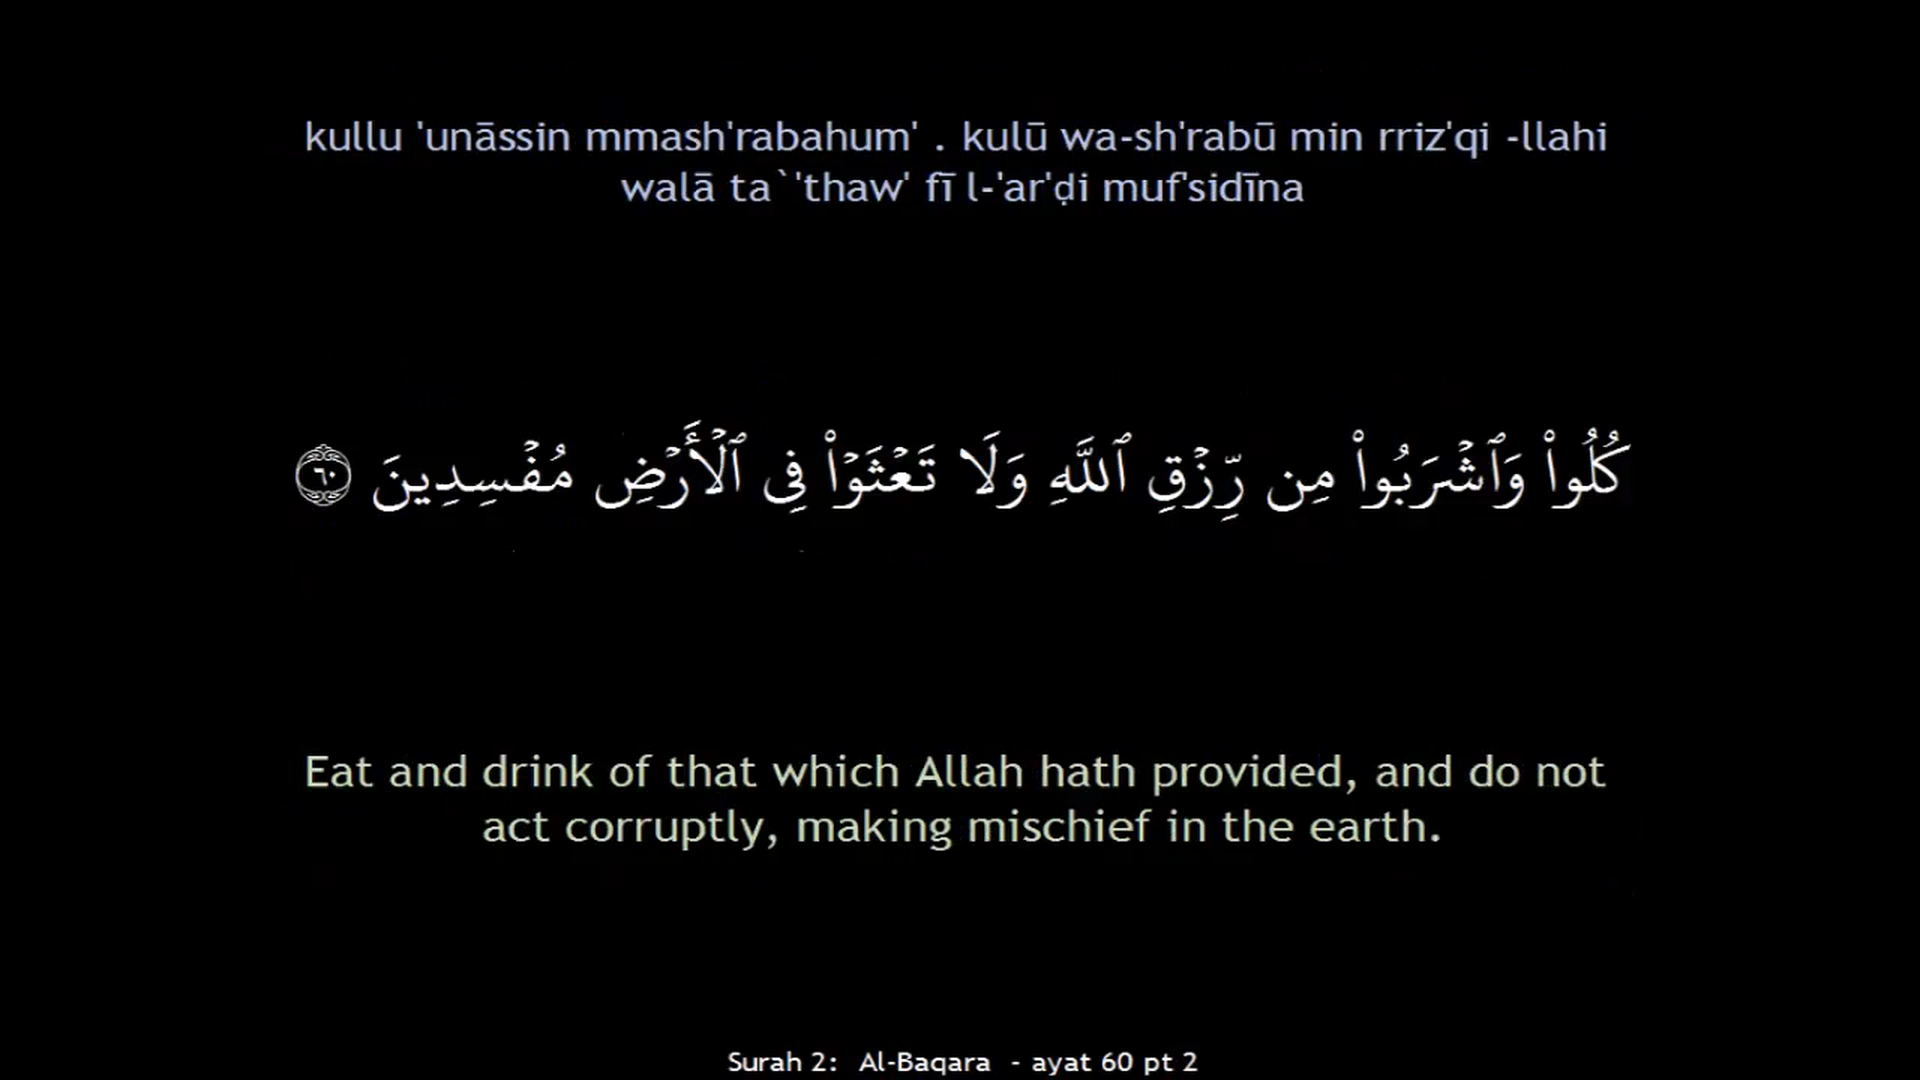 kullu 'unāssin mmash'rabahum' . kulū wa-sh'rabū min rriz'qi -llahi
walā ta`'thaw' fī l-'ar'ḍi muf'sidīna
كُلُوا۟ وَٱشْرَبُوا۟ مِن رِّزْقِ ٱللَّهِ وَلَا تَعْثَوْا۟ فِى ٱلْأَرْضِ مُفْسِدِينَ ٦٠
Eat and drink of that which Allah hath provided, and do not
act corruptly, making mischief in the earth.
Surah 2: Al-Baqara - ayat 60 pt 2